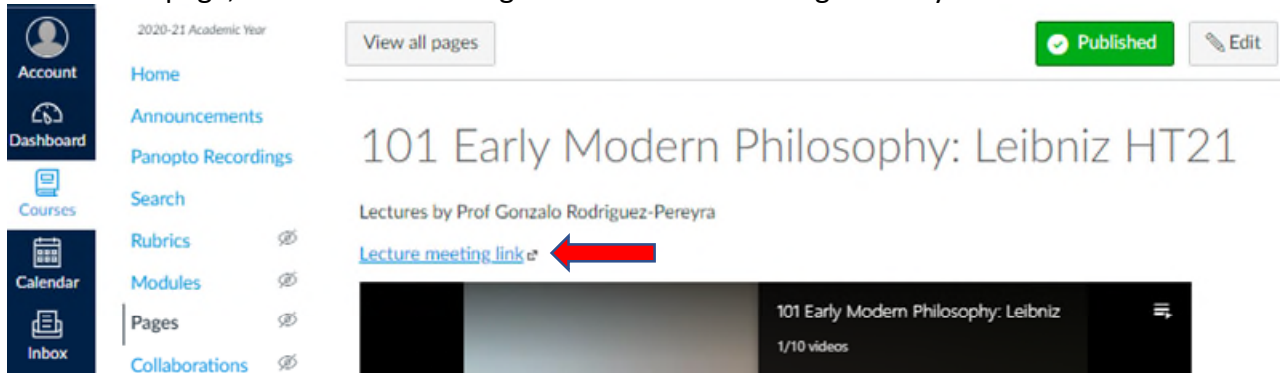 Account
Dashboard
Courses
Calendar
Inbox
2020-21 Academic Year
Home
Announcements
Panopto Recordings
Search
Rubrics
Modules
Pages
Collaborations
View all pages
Published
Edit
101 Early Modern Philosophy: Leibniz HT21
Lectures by Prof Gonzalo Rodriguez-Pereyra
Lecture meeting link
101 Early Modern Philosophy: Leibniz
1/10 videos